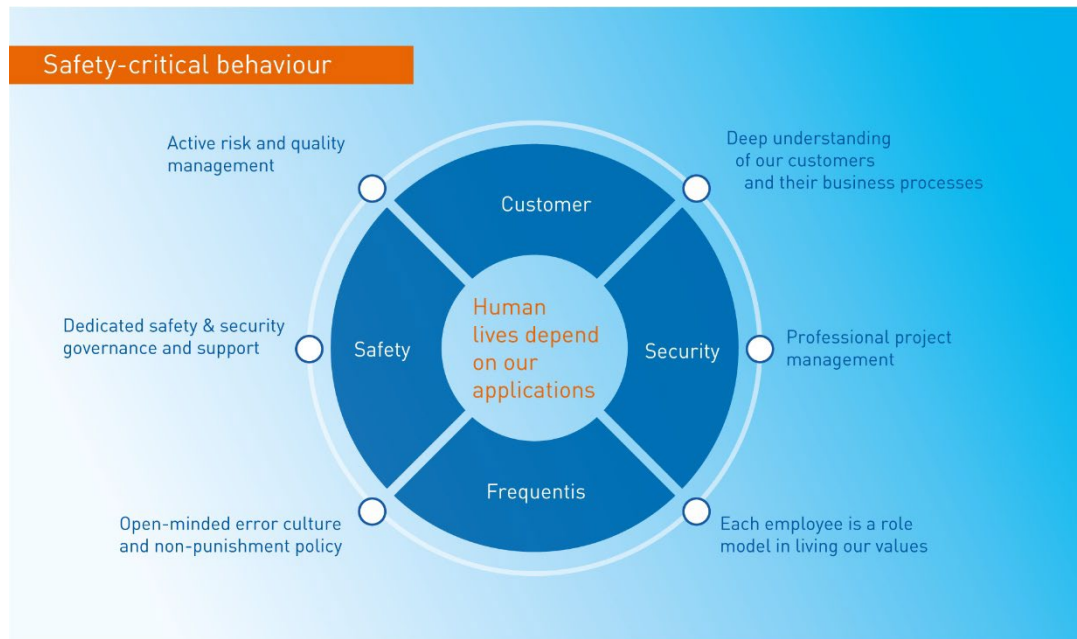 Safety-critical behaviour
Active risk and quality
management
Deep understanding
of our customers
and their business processes
Customer
Dedicated safety & security
governance and support
Safety
Human
lives depend
on our
applications
Security
Professional project
management
Frequentis
Open-minded error culture
and non-punishment policy
Each employee is a role
model in living our values